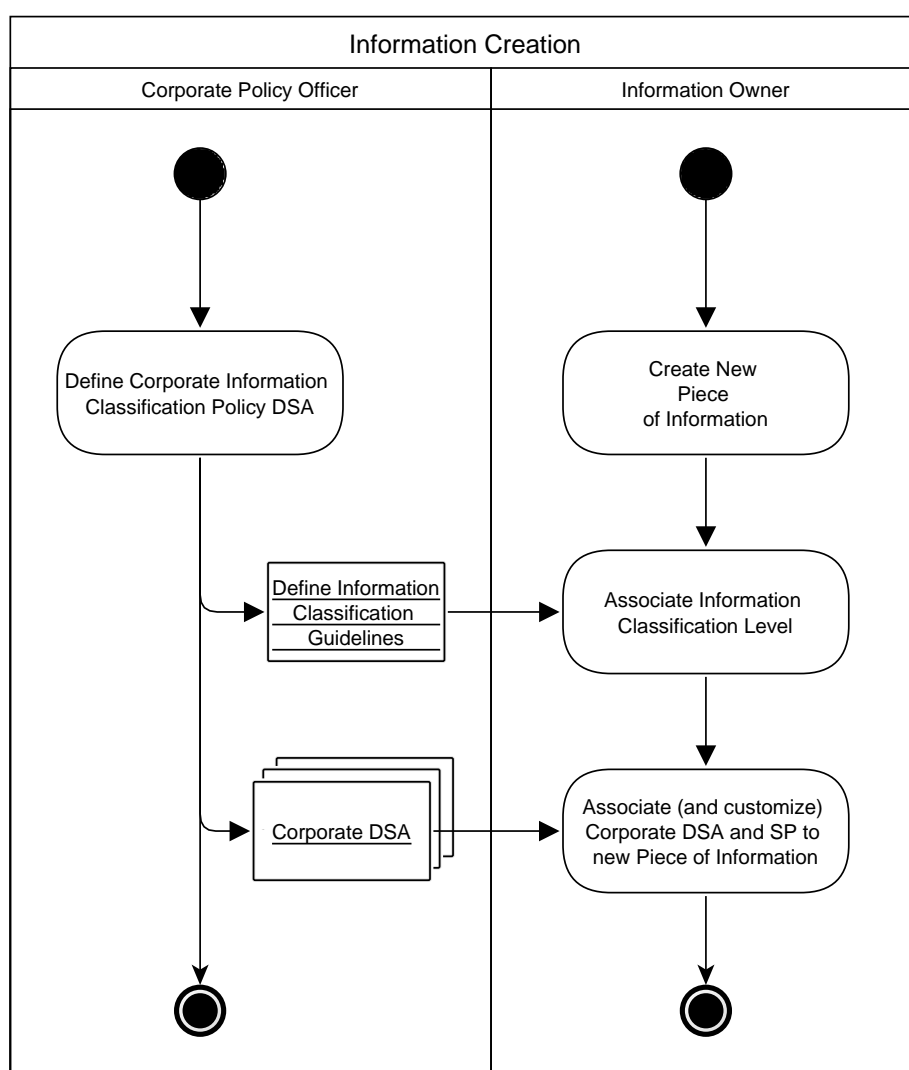 Information Creation
Corporate Policy Officer
Information Owner
Define Corporate Information
Classification Policy DSA
Create New
Piece
of Information
Define Information
Classification
Guidelines
Associate Information
Classification Level
Corporate DSA
Associate (and customize)
Corporate DSA and SP to
new Piece of Information